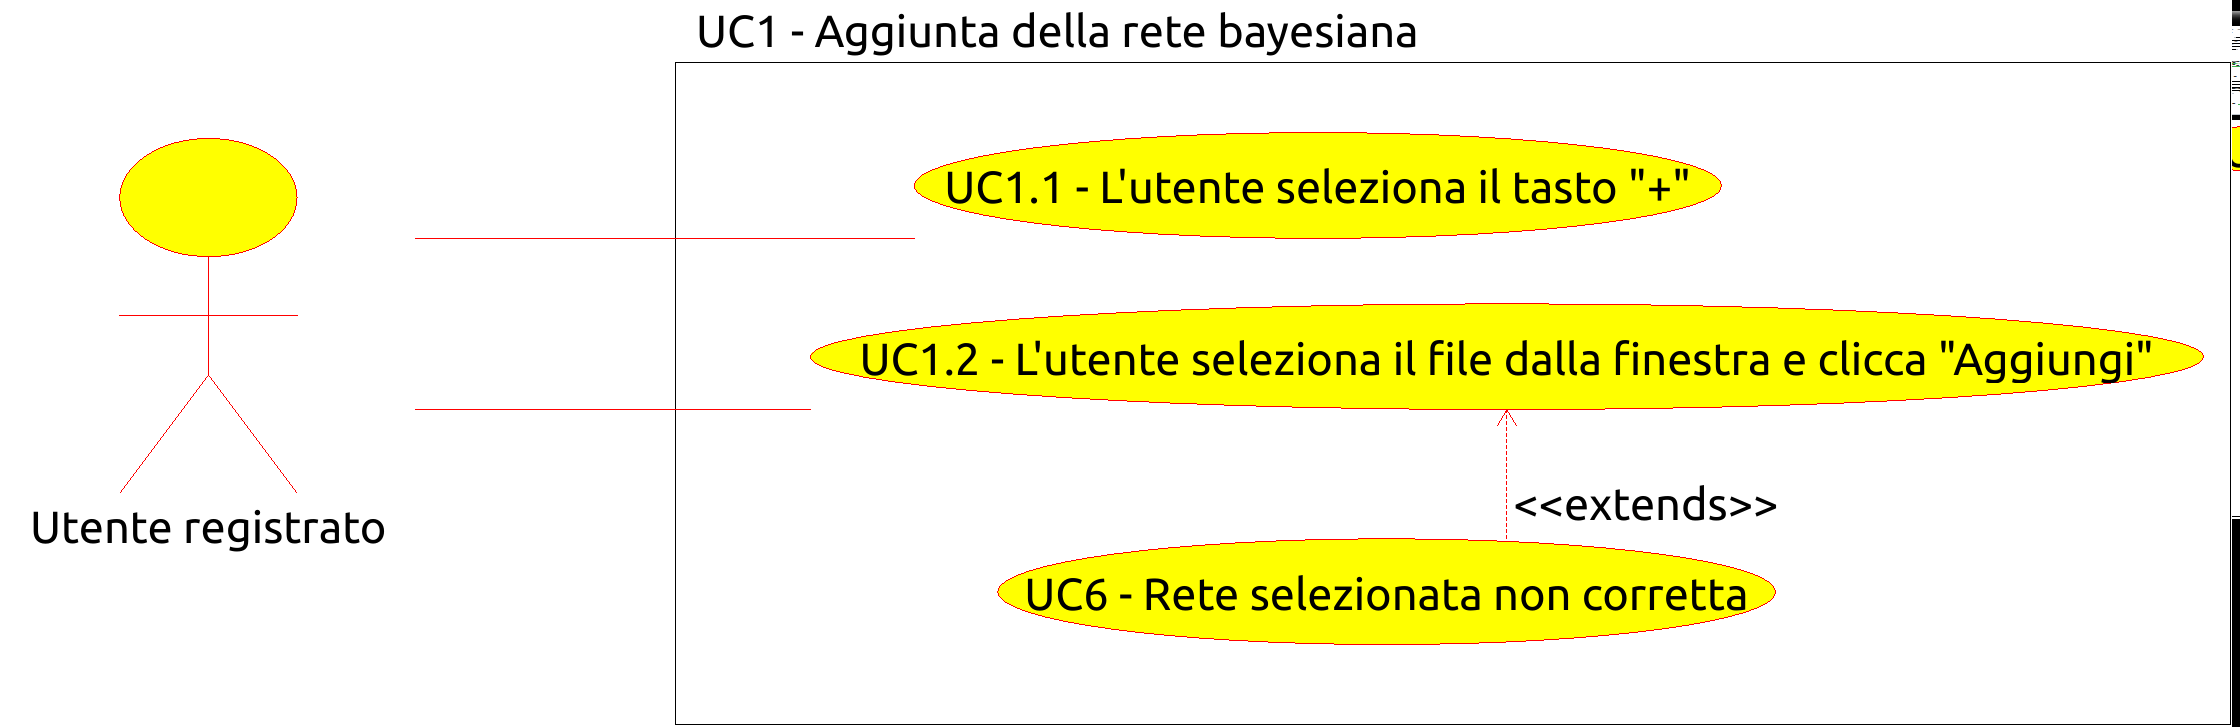 UC1 - Aggiunta della rete bayesiana
UC1.1 - L'utente seleziona il tasto "+"
UC1.2 - L'utente seleziona il file dalla finestra e clicca "Aggiungi"
<<extends>>
Utente registrato
UC6 - Rete selezionata non corretta